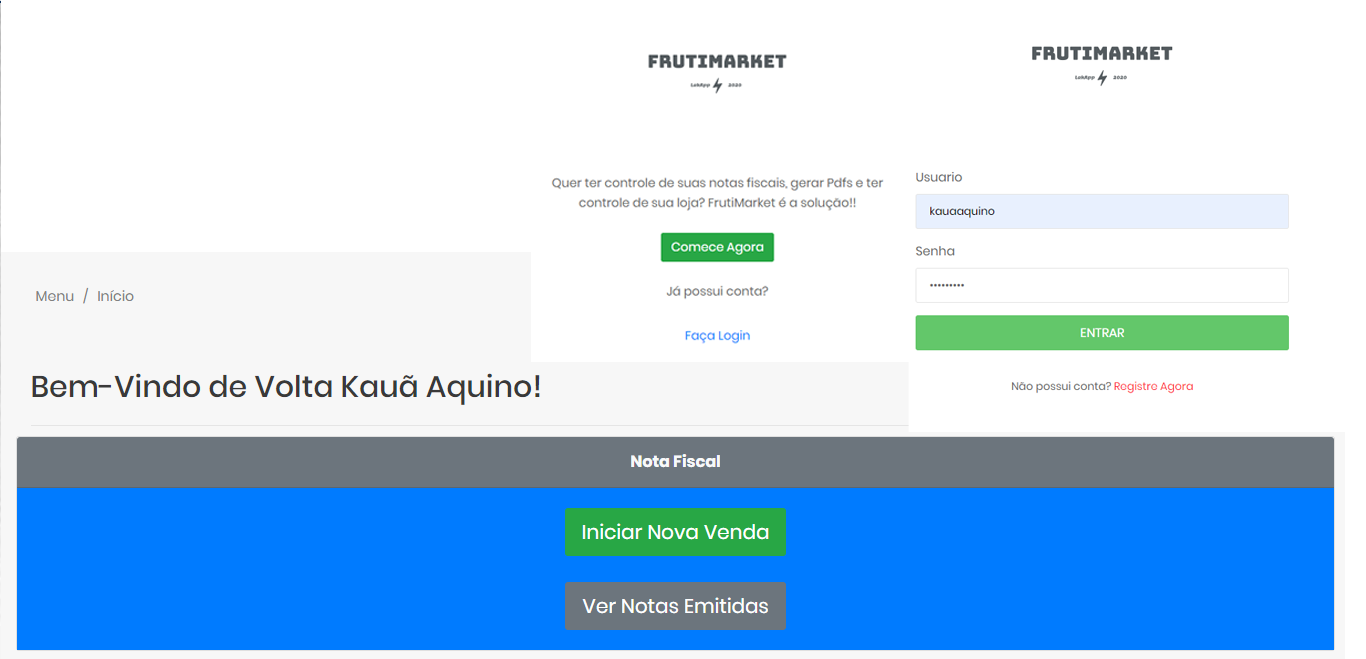 FRUTIMARKET
LohApp 2020
Quer ter controle de suas notas fiscais, gerar Pdfs e ter
controle de sua loja? FrutiMarket é a solução!!
Comece Agora
Já possui conta?
Faça Login
FRUTIMARKET
LohApp 2020
Usuario
kauaaquino
Senha
•••••••••
ENTRAR
Não possui conta? Registre Agora
Menu / Início
Bem-Vindo de Volta Kauã Aquino!
Nota Fiscal
Iniciar Nova Venda
Ver Notas Emitidas